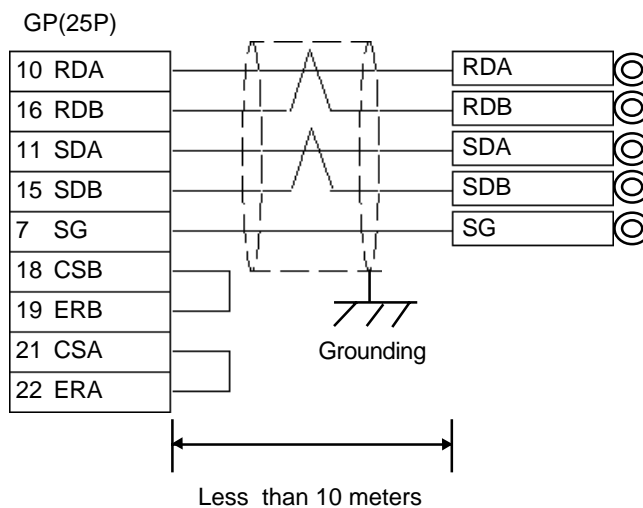 GP(25P)
10 RDA
RDA
16 RDB
RDB
11 SDA
SDA
15 SDB
SDB
7 SG
SG
18 CSB
19 ERB
21 CSA
22 ERA
Grounding
Less than 10 meters